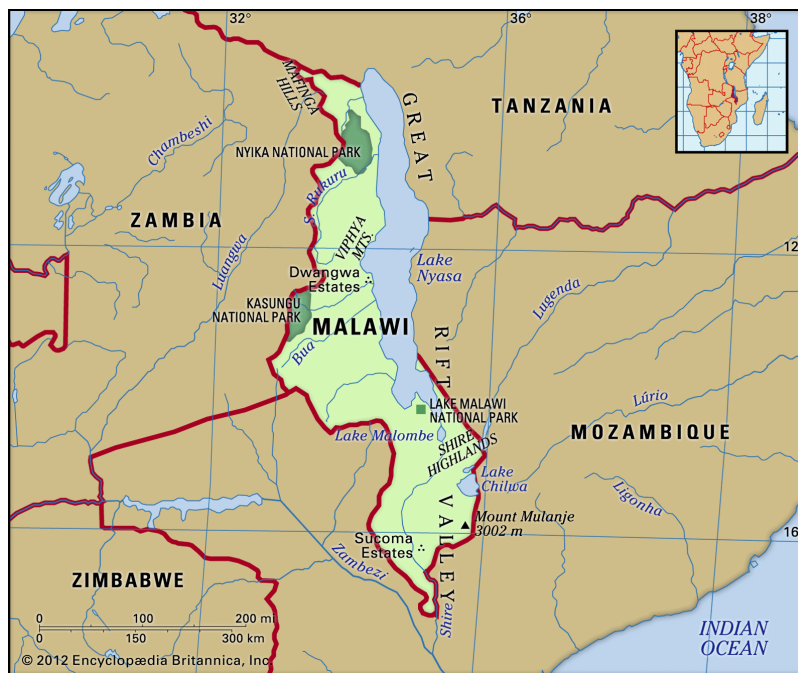 32°
36°
38°
MAFINGA
HILLS
GREAT
TANZANIA
Chambeshi
NYIKA NATIONAL PARK
S. Rukuru
ZAMBIA
VIPHYA
MTS.
Luangwa
12
Lake
Nyasa
Dwangwa
Estates
Lugenda
KASUNGU
NATIONAL PARK
MALAWI
RIFT
Bua
Lúrio
LAKE MALAWI
NATIONAL PARK
Lake Malombe
MOZAMBIQUE
SHIRE
HIGHLANDS
Lake
Chilwa
Ligonha
VALLEY
Mount Mulanje
3002 m
Sucoma
Estates
16
Zambezi
ZIMBABWE
Shire
0 100 200 mi
0 150 300 km
INDIAN
OCEAN
© 2012 Encyclopædia Britannica, Inc.